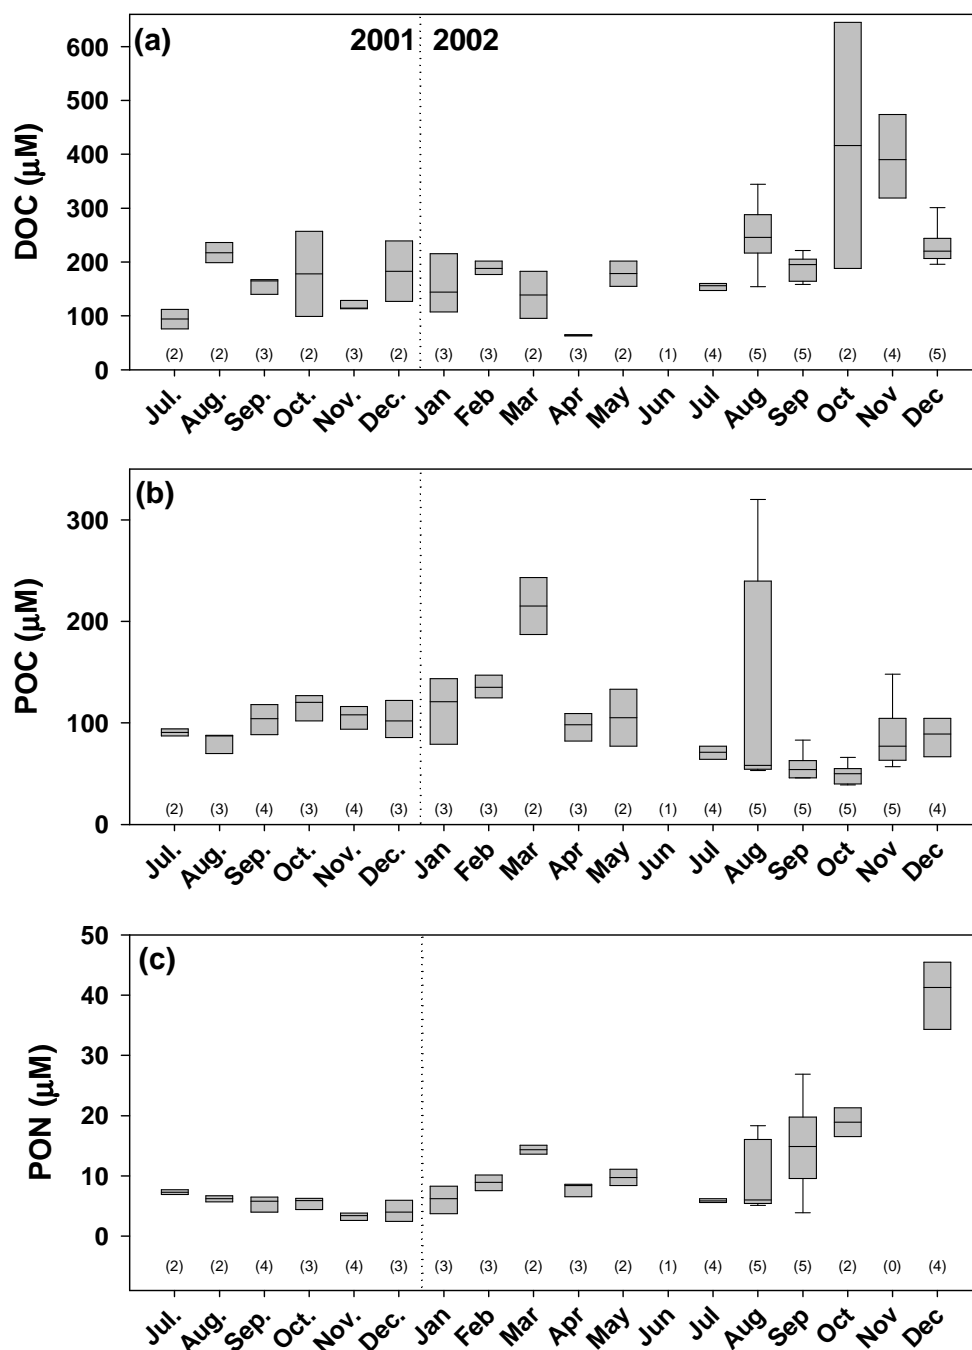 (a)
2001 2002
DOC (μM)
600
500
400
300
200
100
0
(2) (2) (3) (2) (3) (2) (3) (3) (2) (3) (2) (1) (4) (5) (5) (2) (4) (5)
Jul. Aug. Sep. Oct. Nov. Dec. Jan Feb Mar Apr May Jun Jul Aug Sep Oct Nov Dec
(b)
POC (μM)
300
200
100
0
(2) (3) (4) (3) (4) (3) (3) (3) (2) (3) (2) (1) (4) (5) (5) (5) (5) (4)
Jul. Aug. Sep. Oct. Nov. Dec. Jan Feb Mar Apr May Jun Jul Aug Sep Oct Nov Dec
(c)
PON (μM)
50
40
30
20
10
0
(2) (2) (4) (3) (4) (3) (3) (3) (2) (3) (2) (1) (4) (5) (5) (2) (0) (4)
Jul. Aug. Sep. Oct. Nov. Dec. Jan Feb Mar Apr May Jun Jul Aug Sep Oct Nov Dec